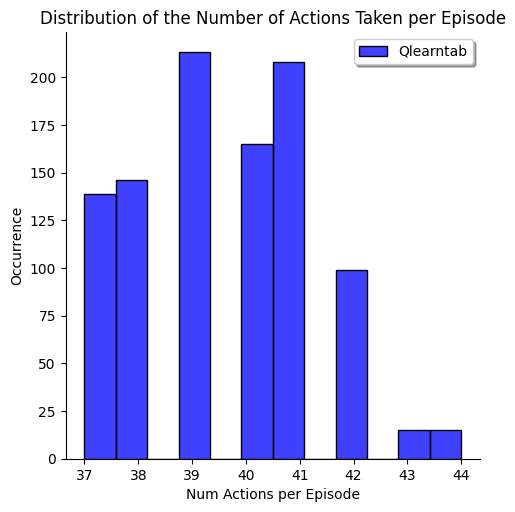 Distribution of the Number of Actions Taken per Episode
Qlearntab
200
175
150
125
100
75
50
25
0
Occurrence
37 38 39 40 41 42 43 44
Num Actions per Episode